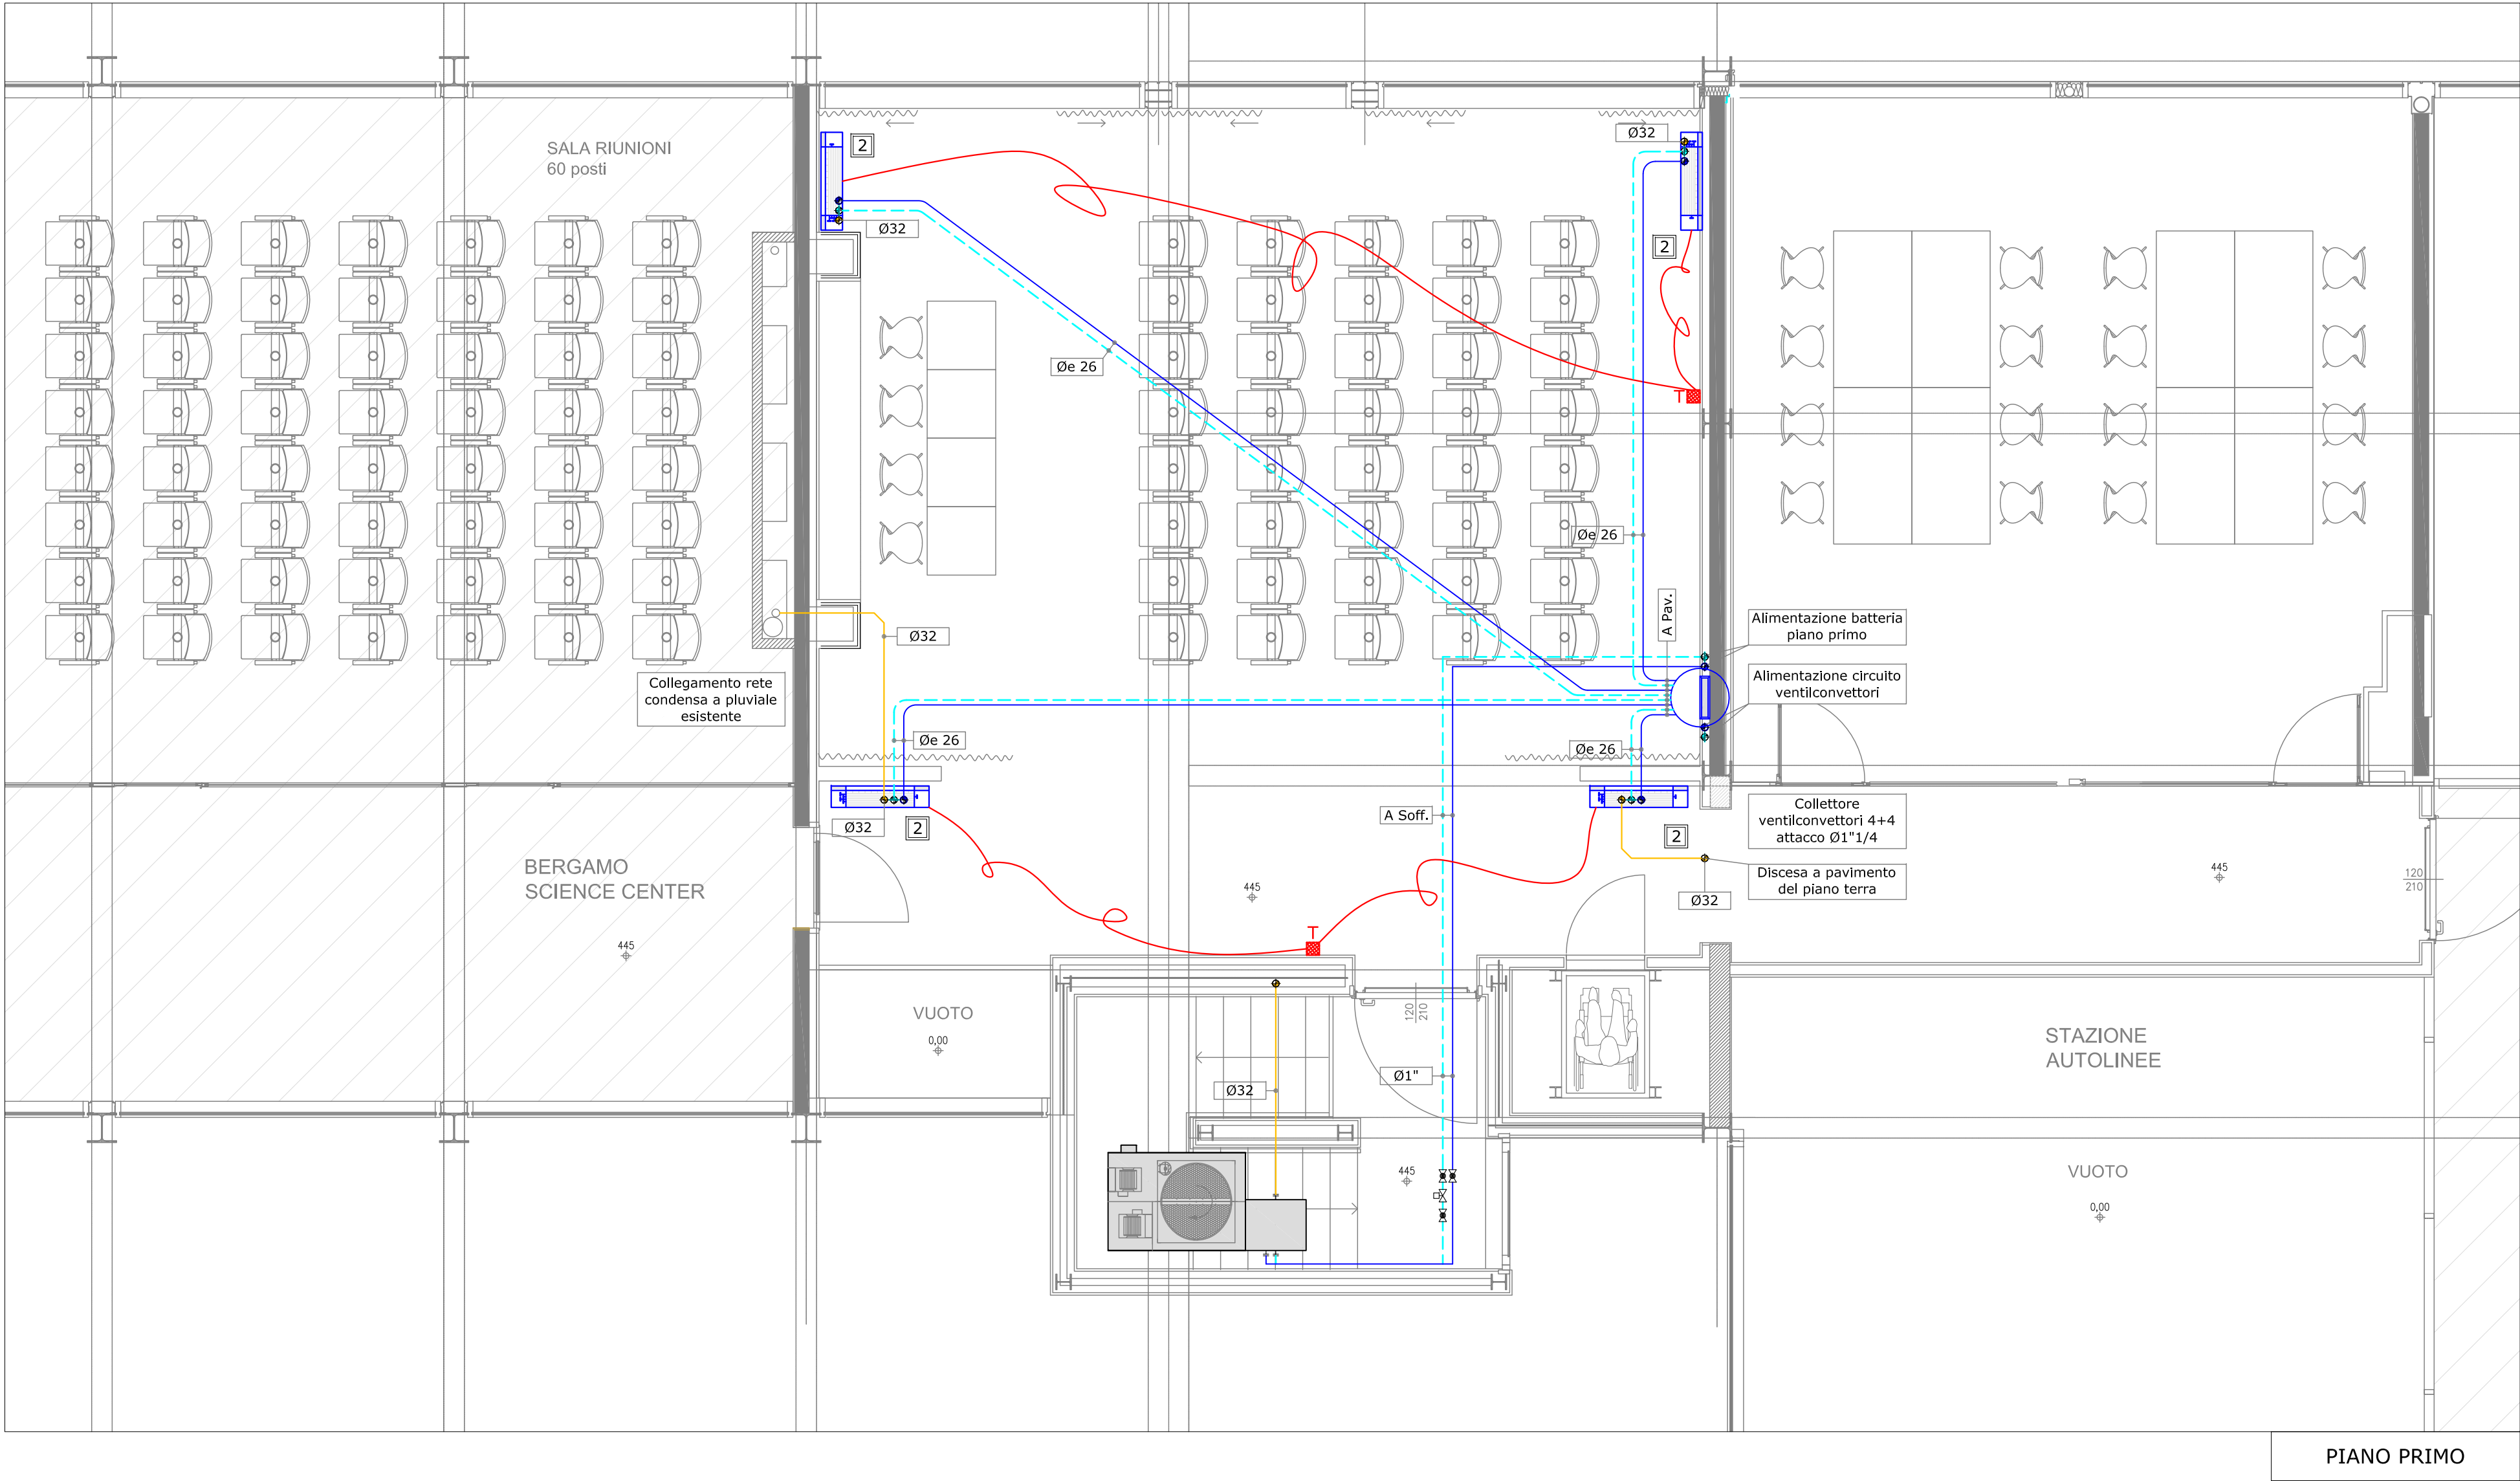 SALA RIUNIONI
60 posti
2
Ø32
Ø32
2
Øe 26
T
Øe 26
A Pav.
Alimentazione batteria
piano primo
Ø32
Alimentazione circuito
ventilconvettori
Collegamento rete
condensa a pluviale
esistente
Øe 26
Øe 26
A Soff.
Collettore
ventilconvettori 4+4
attacco Ø1"1/4
Ø32
2
2
BERGAMO
SCIENCE CENTER
Discesa a pavimento
del piano terra
445
445
120
210
Ø32
T
445
VUOTO
0,00
120
210
STAZIONE
AUTOLINEE
Ø32
Ø1"
445
VUOTO
0,00
PIANO PRIMO